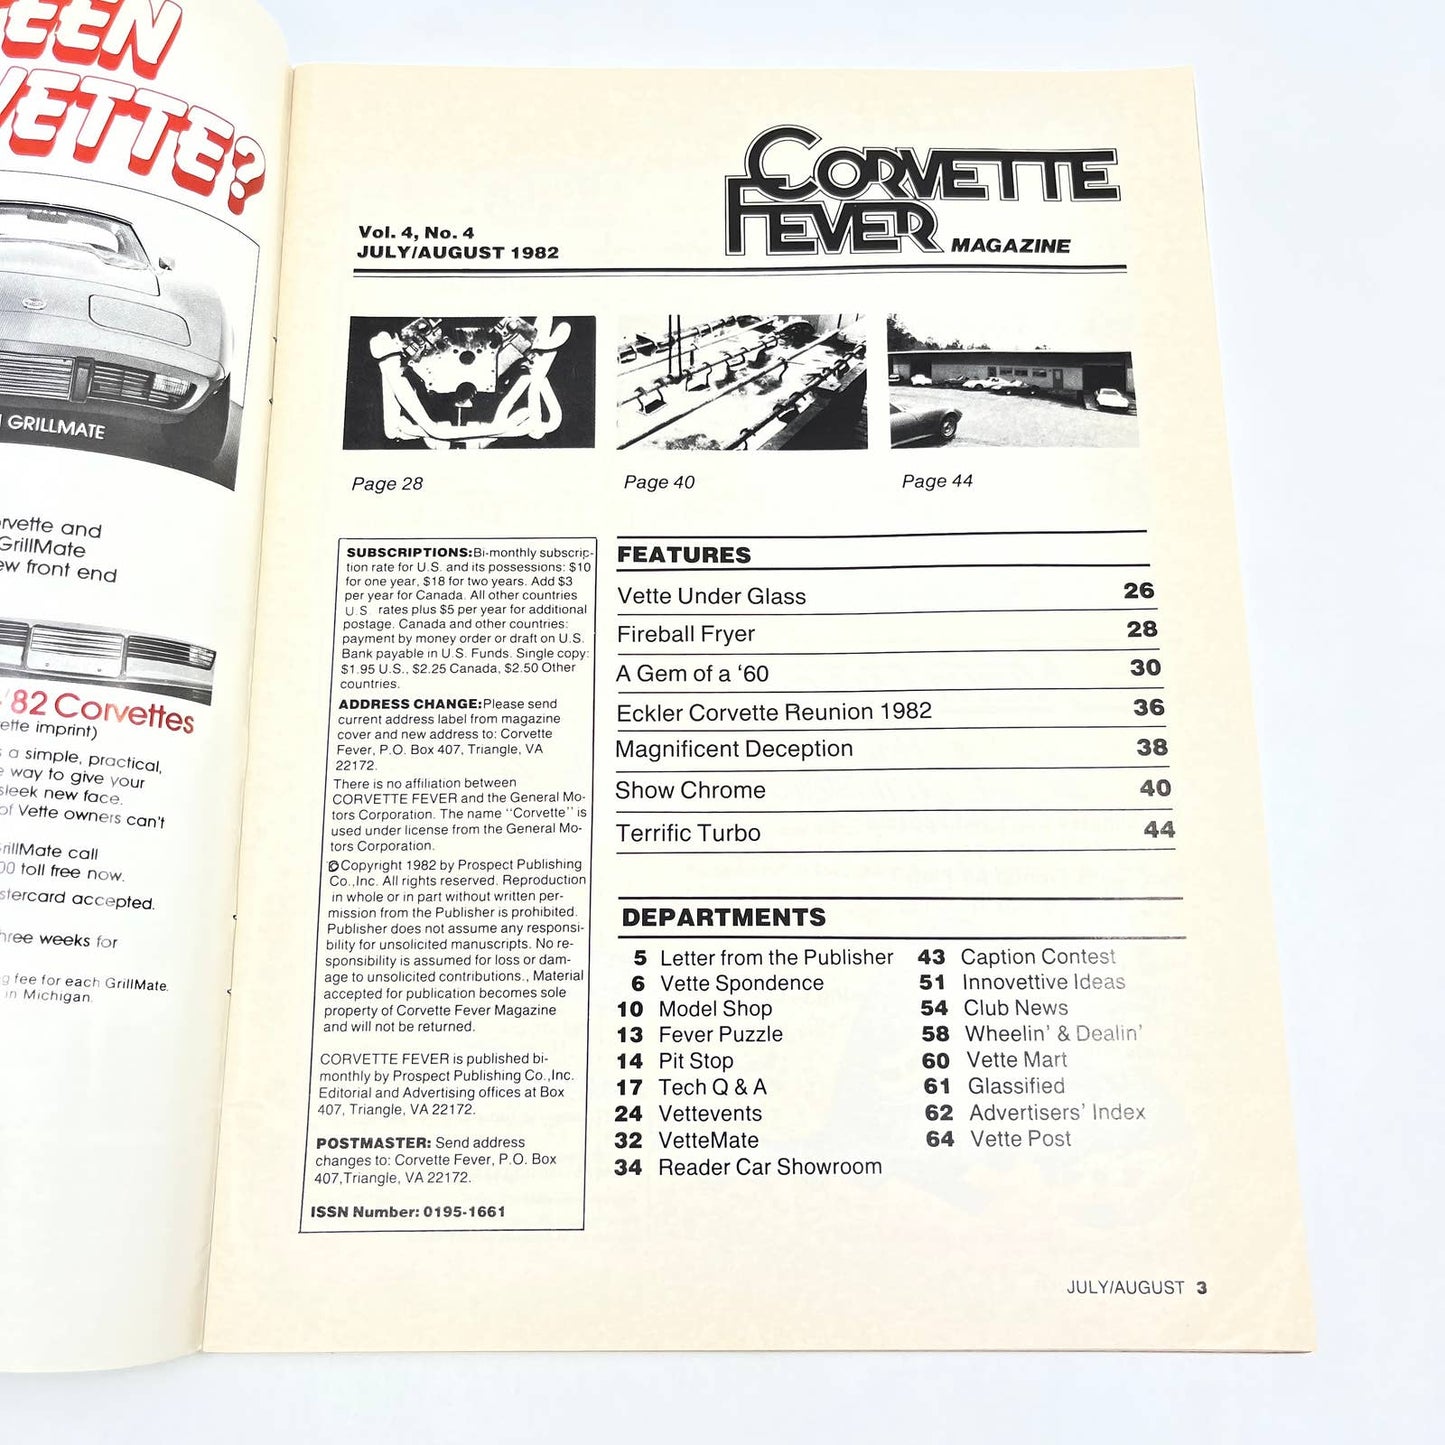 EEN
VETTE?
GRILLMATE
and
GrillMate
front end
'82 Corvettes
imprint)
a simple, practical,
way to give your
sleek new face.
of Vette owners can't
GrillMate call
toll free now.
accepted.
three weeks for
fee for each GrillMate.
in Michigan.
CORVETTE
FEVER MAGAZINE
Vol. 4, No. 4
JULY/AUGUST 1982
Page 28
Page 40
Page 44
SUBSCRIPTIONS:Bi-monthly subscrip-
tion rate for U.S. and its possessions: $10
for one year, $18 for two years. Add $3
per year for Canada. All other countries
U.S. rates plus $5 per year for additional
postage. Canada and other countries:
payment by money order or draft on U.S.
Bank payable in U.S. Funds. Single copy:
$1.95 U.S., $2.25 Canada, $2.50 Other
countries.
ADDRESS CHANGE:Please send
current address label from magazine
cover and new address to: Corvette
Fever, P.O. Box 407, Triangle, VA
22172.
There is no affiliation between
CORVETTE FEVER and the General Mo-
tors Corporation. The name "Corvette" is
used under license from the General Mo-
tors Corporation.
©Copyright 1982 by Prospect Publishing
Co.,Inc. All rights reserved. Reproduction
in whole or in part without written per-
mission from the Publisher is prohibited.
Publisher does not assume any responsi-
bility for unsolicited manuscripts. No re-
sponsibility is assumed for loss or dam-
age to unsolicited contributions., Material
accepted for publication becomes sole
property of Corvette Fever Magazine
and will not be returned.
CORVETTE FEVER is published bi-
monthly by Prospect Publishing Co.,Inc.
Editorial and Advertising offices at Box
407, Triangle, VA 22172.
POSTMASTER: Send address
changes to: Corvette Fever, P.O. Box
407,Triangle, VA 22172.
ISSN Number: 0195-1661
FEATURES
Vette Under Glass 26
Fireball Fryer 28
A Gem of a '60 30
Eckler Corvette Reunion 1982 36
Magnificent Deception 38
Show Chrome 40
Terrific Turbo 44
DEPARTMENTS
5 Letter from the Publisher
6 Vette Spondence
10 Model Shop
13 Fever Puzzle
14 Pit Stop
17 Tech Q & A
24 Vettevents
32 VetteMate
34 Reader Car Showroom
43 Caption Contest
51 Innovettive Ideas
54 Club News
58 Wheelin' & Dealin'
60 Vette Mart
61 Glassified
62 Advertisers' Index
64 Vette Post
JULY/AUGUST 3